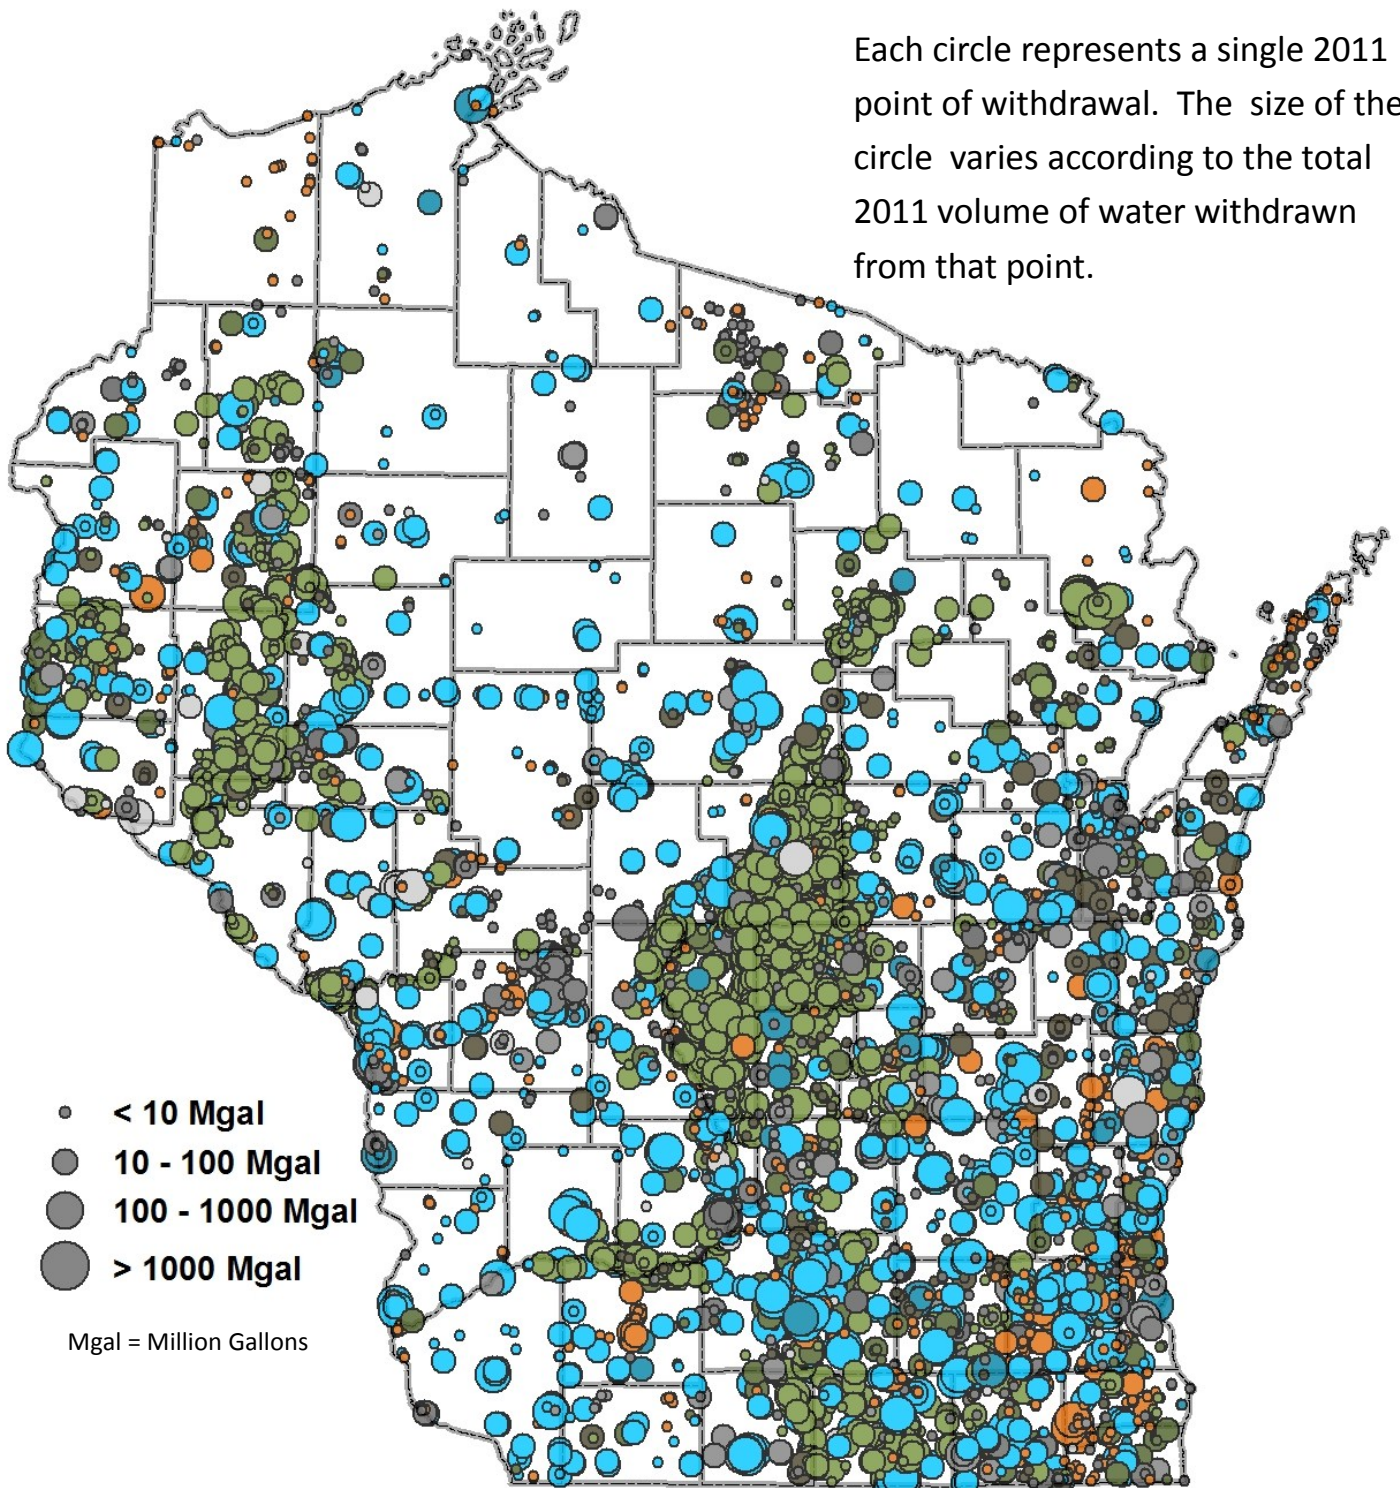 Each circle represents a single 2011
point of withdrawal. The size of the
circle varies according to the total
2011 volume of water withdrawn
from that point.
< 10 Mgal
10 - 100 Mgal
100 - 1000 Mgal
> 1000 Mgal
Mgal = Million Gallons